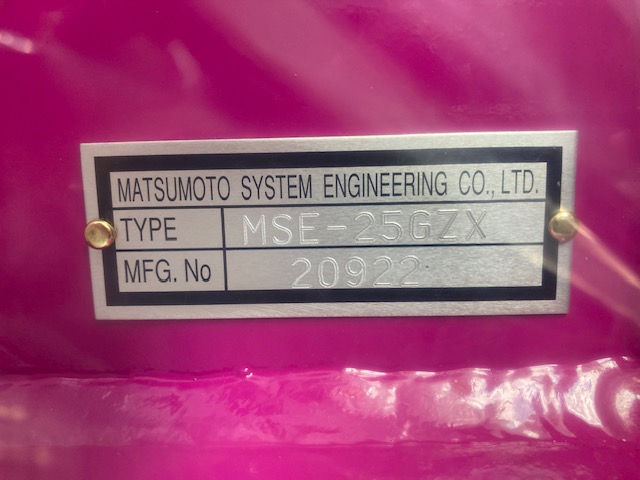 MATSUMOTO SYSTEM ENGINEERING CO., LTD.
TYPE MSE-25GZX
MFG. No 20922